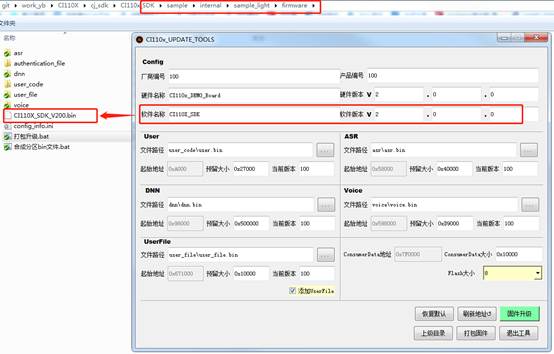 git ▸ work_yb ▸ CI110X ▸ cj_sdk ▸ CI110x_SDK ▸ sample ▸ internal ▸ sample_light ▸ firmware ▸
文件夹
名称
asr
authentication_file
dnn
user_code
user_file
voice
CI110X_SDK_V200.bin
config_info.ini
打包升级.bat
合成分区bin文件.bat
CI110x_UPDATE_TOOLS
Config
厂商编号 100 产品编号 100
硬件名称 CI110x_DEMO_Board 硬件版本 V 2 . 0 . 0
软件名称 CI110X_SDK 软件版本 V 2 . 0 . 0
User
文件路径 user_code\user.bin ...
起始地址 0xA000 预留大小 0x27000 当前版本 100
ASR
文件路径 asr\asr.bin ...
起始地址 0x58000 预留大小 0x40000 当前版本 100
DNN
文件路径 dnn\dnn.bin ...
起始地址 0x98000 预留大小 0x500000 当前版本 100
Voice
文件路径 voice\voice.bin ...
起始地址 0x598000 预留大小 0xD9000 当前版本 100
UserFile
文件路径 user_file\user_file.bin ...
起始地址 0x671000 预留大小 0x10000 当前版本 100
添加UserFile
ConsumerData地址 0x7F0000 ConsumerData大小 0x10000
Flash大小 8
恢复默认 刷新地址↺ 固件升级
上级目录 打包固件 退出工具